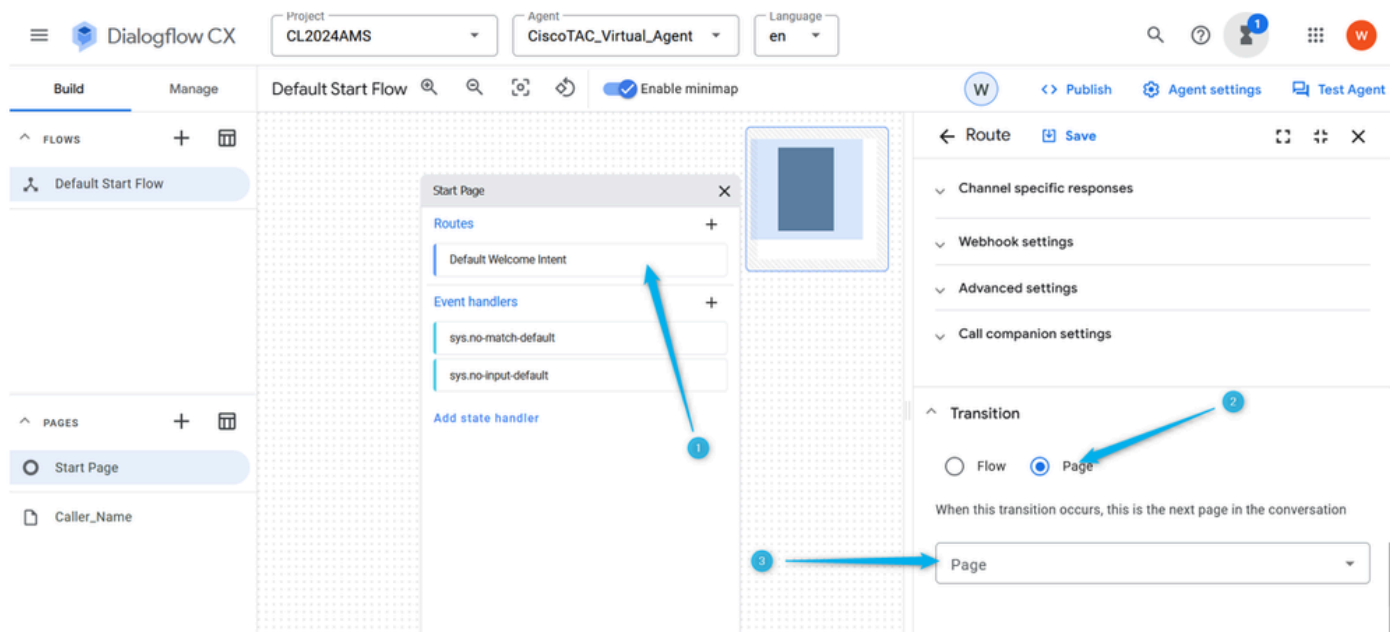 Project
Agent
Language
Dialogflow CX
CL2024AMS
CiscoTAC_Virtual_Agent
en
1
W
Build
Manage
Default Start Flow
Enable minimap
W
Publish
Agent settings
Test Agent
FLOWS
Default Start Flow
PAGES
Start Page
Caller_Name
Start Page
Routes
Default Welcome Intent
Event handlers
sys.no-match-default
sys.no-input-default
Add state handler
1
Route
Save
Channel specific responses
Webhook settings
Advanced settings
Call companion settings
2
Transition
Flow
Page
When this transition occurs, this is the next page in the conversation
3
Page